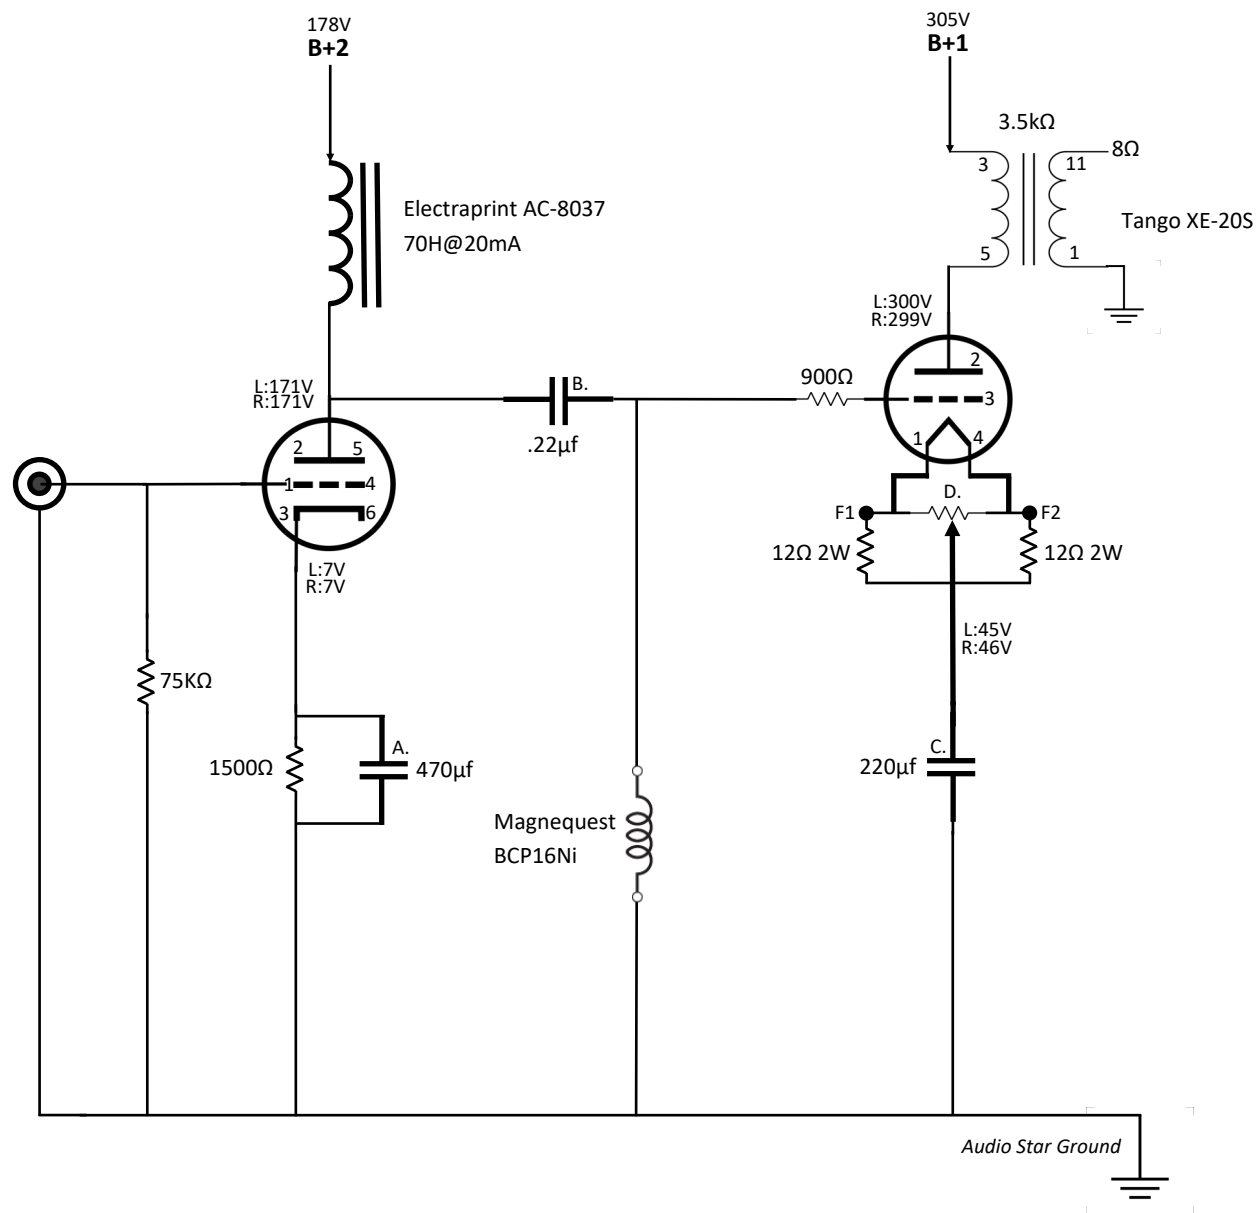 178V
B+2
305V
B+1
3.5kΩ
3
11
8Ω
Electraprint AC-8037
70H@20mA
Tango XE-20S
5
1
L:300V
R:299V
L:171V
R:171V
B.
.22µf
900Ω
2
3
1
4
2
5
1
4
3
6
D.
F1
F2
12Ω 2W
12Ω 2W
L:7V
R:7V
L:45V
R:46V
75KΩ
1500Ω
A.
470µf
C.
220µf
Magnequest
BCP16Ni
Audio Star Ground